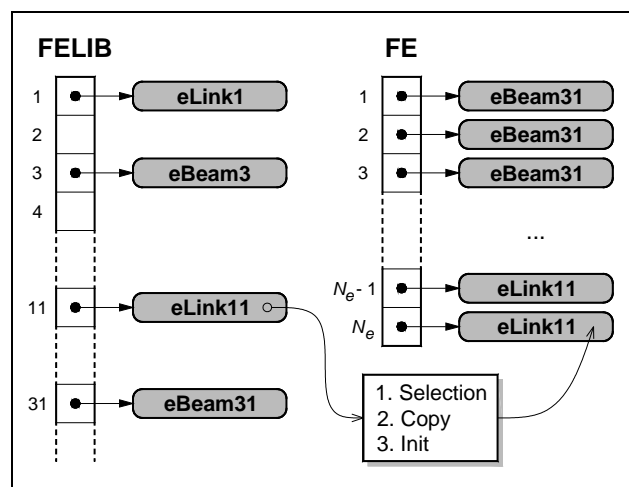 FELIB
1 eLink1
2
3 eBeam3
4
11 eLink11
31 eBeam31
FE
1 eBeam31
2 eBeam31
3 eBeam31
...
Ne - 1 eLink11
Ne eLink11
1. Selection
2. Copy
3. Init